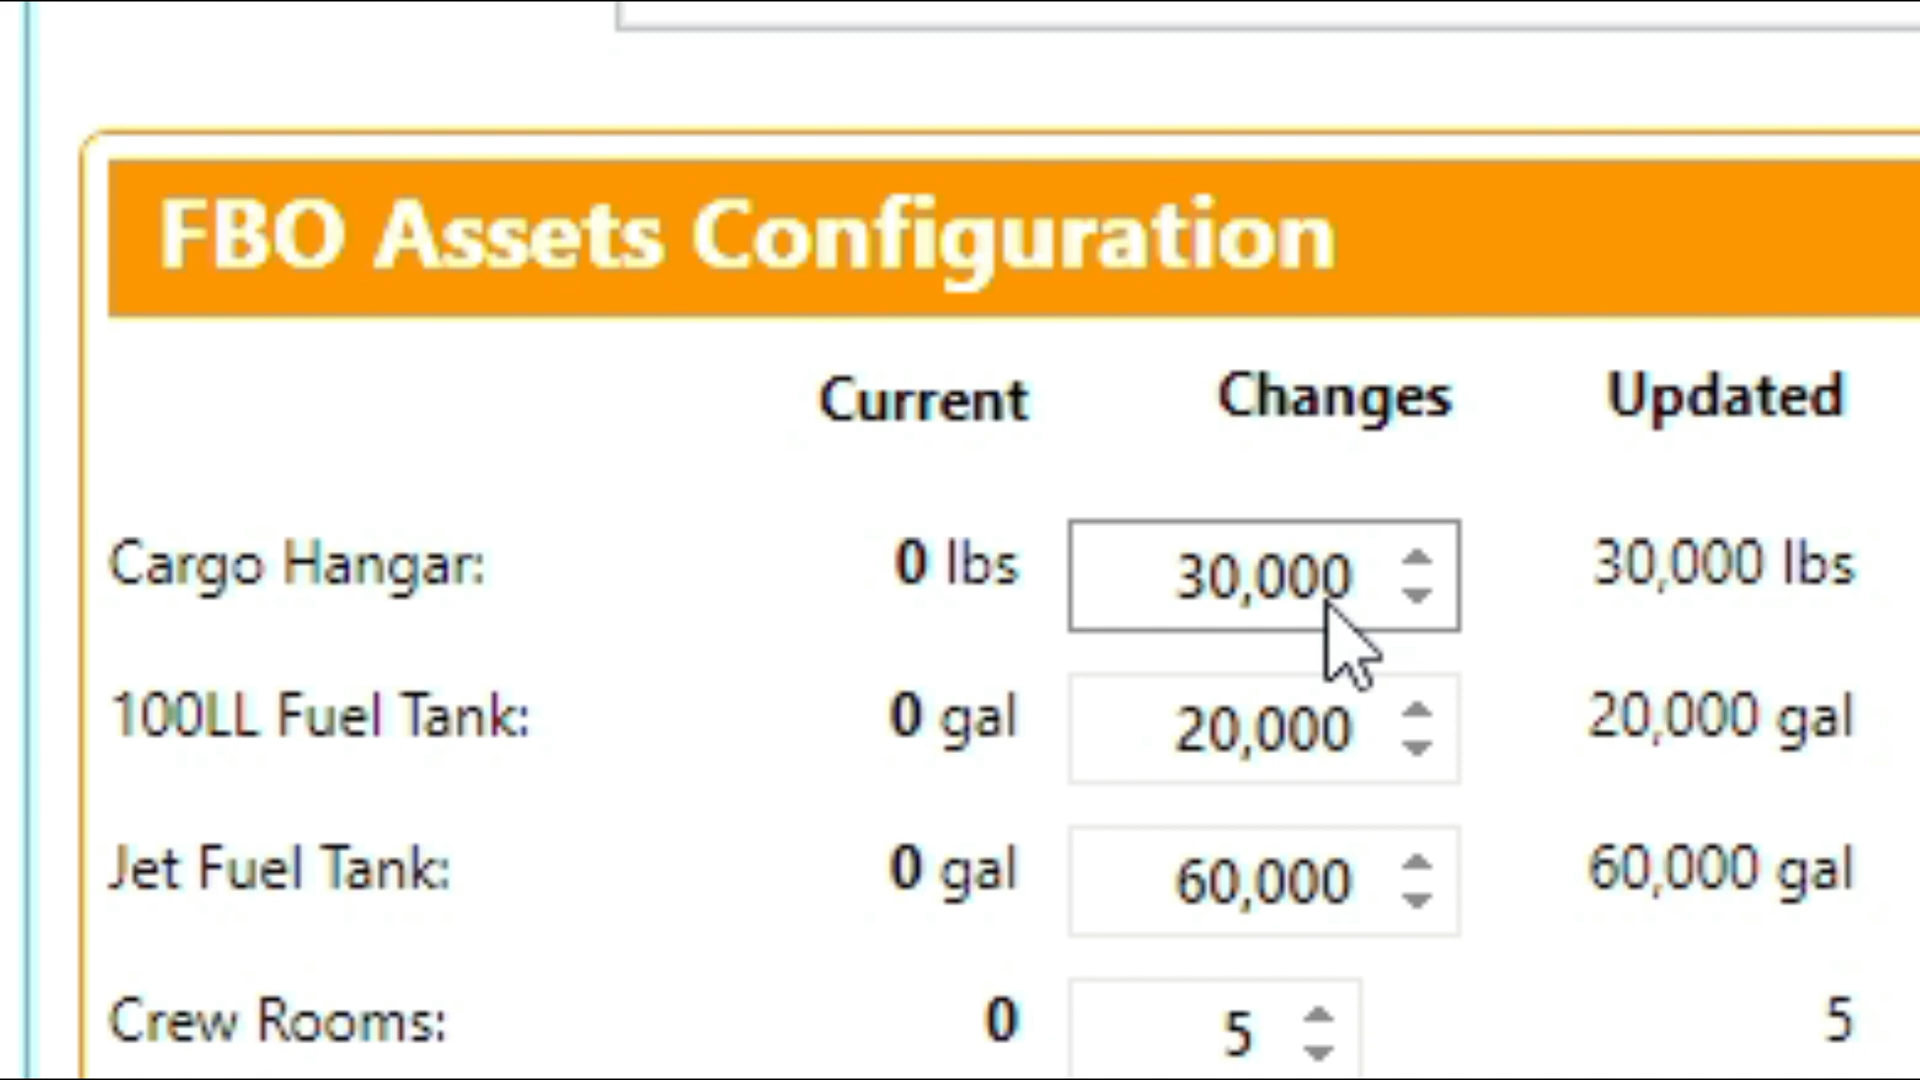 FBO Assets Configuration
Current Changes Updated
Cargo Hangar: 0 lbs 30,000 30,000 lbs
100LL Fuel Tank: 0 gal 20,000 20,000 gal
Jet Fuel Tank: 0 gal 60,000 60,000 gal
Crew Rooms: 0 5 5